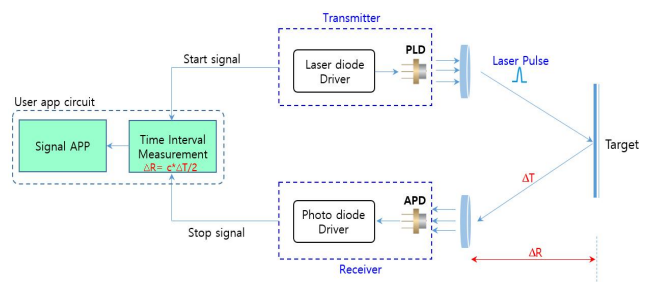 Transmitter
PLD
Laser diode
Driver
Laser Pulse
Start signal
User app circuit
Signal APP
Time Interval
Measurement
ΔR= c*ΔT/2
Target
ΔT
APD
Photo diode
Driver
Stop signal
ΔR
Receiver